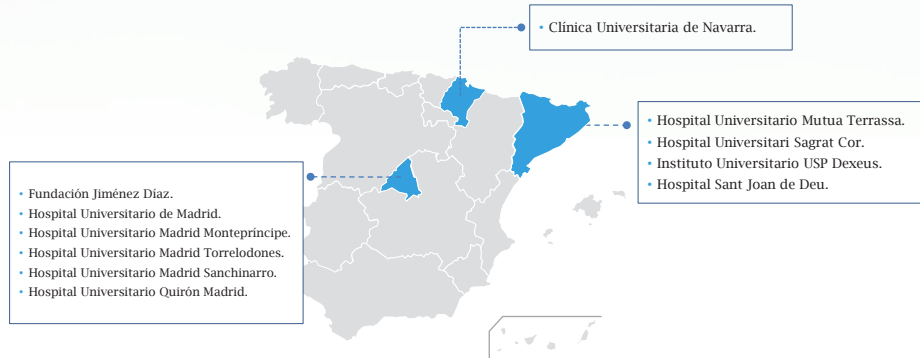 • Clínica Universitaria de Navarra.
• Hospital Universitario Mutua Terrassa.
• Hospital Universitari Sagrat Cor.
• Instituto Universitario USP Dexeus.
• Hospital Sant Joan de Deu.
• Fundación Jiménez Díaz.
• Hospital Universitario de Madrid.
• Hospital Universitario Madrid Montepríncipe.
• Hospital Universitario Madrid Torrelodones.
• Hospital Universitario Madrid Sanchinarro.
• Hospital Universitario Quirón Madrid.